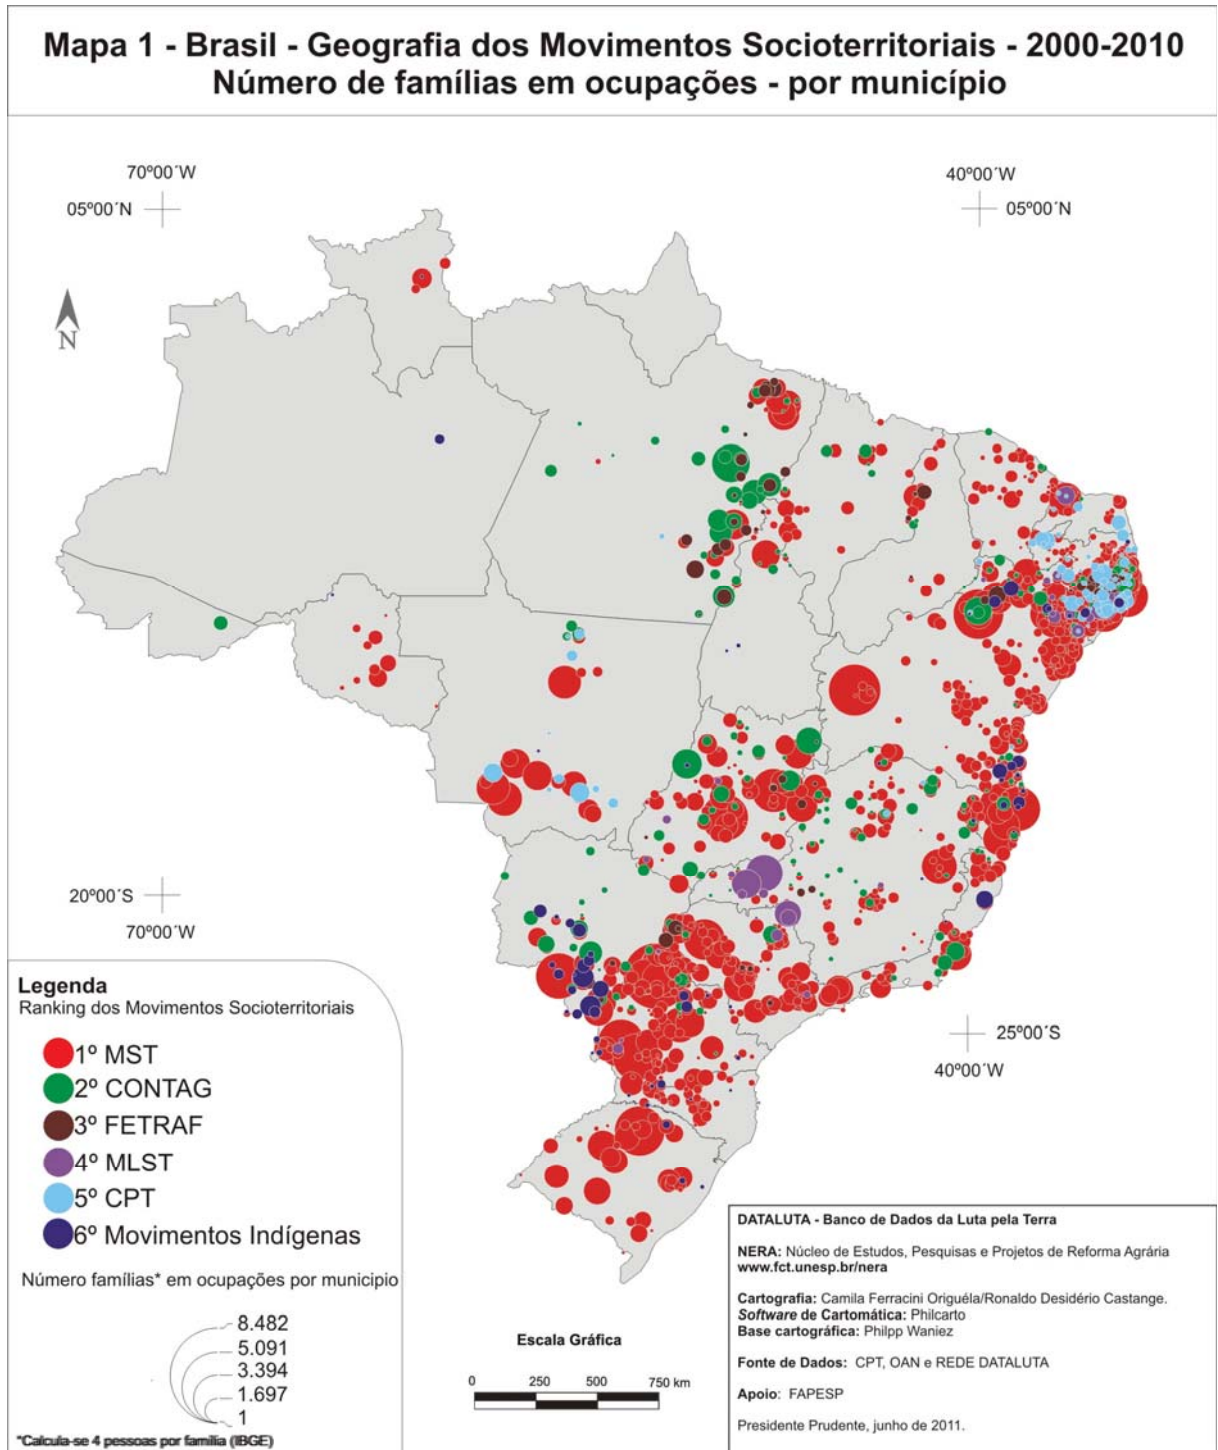 Mapa 1 - Brasil - Geografia dos Movimentos Socioterritoriais - 2000-2010
Número de famílias em ocupações - por município
70º00´W
40º00´W
05º00´N
05º00´N
N
20º00´S
70º00´W
25º00´S
40º00´W
Legenda
Ranking dos Movimentos Socioterritoriais
1º MST
2º CONTAG
3º FETRAF
4º MLST
5º CPT
6º Movimentos Indígenas
Número famílias* em ocupações por municipio
8.482
5.091
3.394
1.697
1
*Calcula-se 4 pessoas por família (IBGE)
Escala Gráfica
0 250 500 750 km
DATALUTA - Banco de Dados da Luta pela Terra
NERA: Núcleo de Estudos, Pesquisas e Projetos de Reforma Agrária
www.fct.unesp.br/nera
Cartografia: Camila Ferracini Origuéla/Ronaldo Desidério Castange.
Software de Cartomática: Philcarto
Base cartográfica: Philpp Waniez
Fonte de Dados: CPT, OAN e REDE DATALUTA
Apoio: FAPESP
Presidente Prudente, junho de 2011.